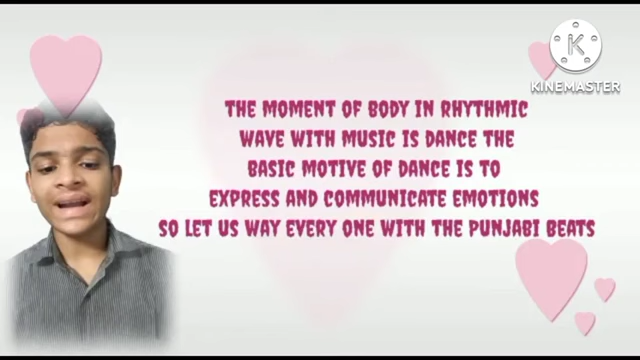 K
KINEMASTER
THE MOMENT OF BODY IN RHYTHMIC
WAVE WITH MUSIC IS DANCE THE
BASIC MOTIVE OF DANCE IS TO
EXPRESS AND COMMUNICATE EMOTIONS
SO LET US WAY EVERY ONE WITH THE PUNJABI BEATS